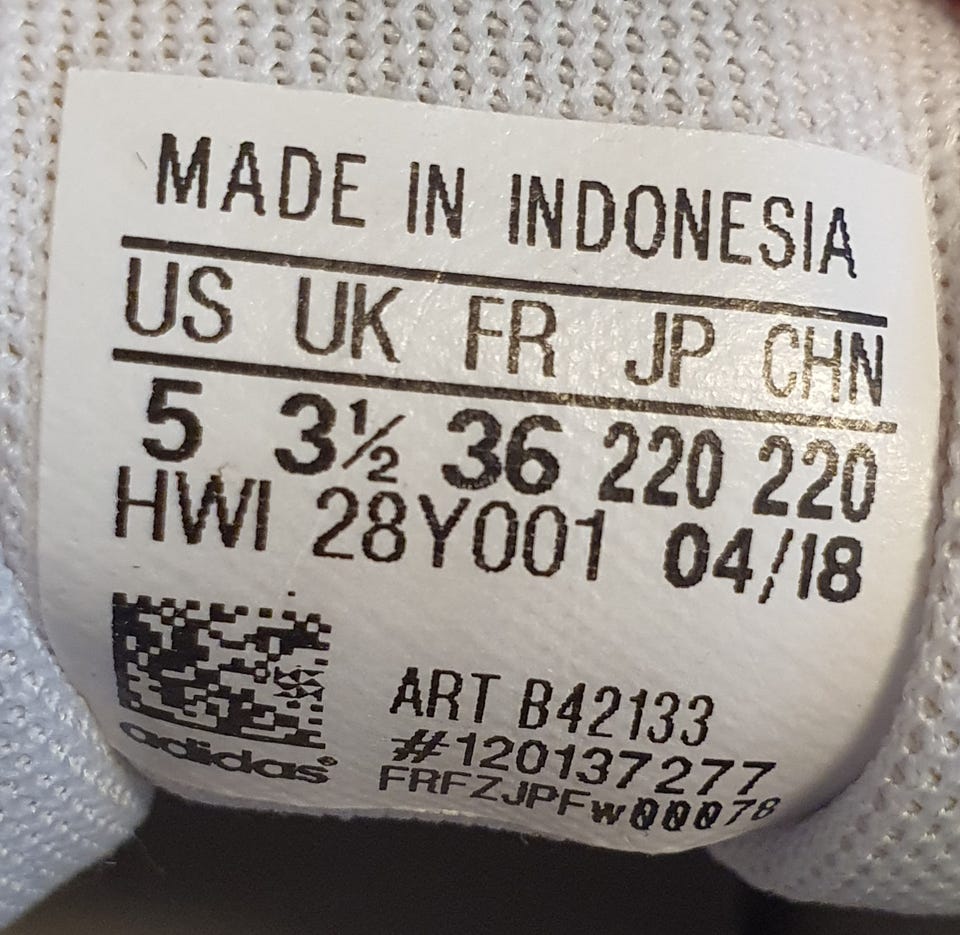 MADE IN INDONESIA
US UK FR JP CHN
5 3½ 36 220 220
HWI 28Y001 04/18
ART B42133
#120137277
adidas®
FRFZJPFw00078